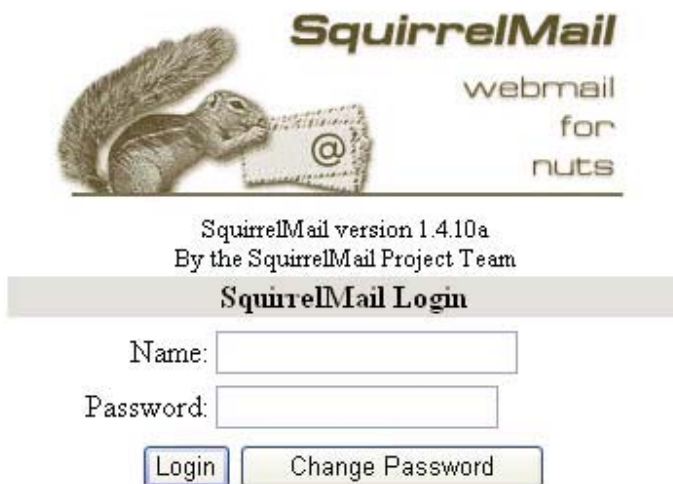 SquirrelMail
webmail
for
nuts
@
SquirrelMail version 1.4.10a
By the SquirrelMail Project Team
SquirrelMail Login
Name:
Password:
Login Change Password